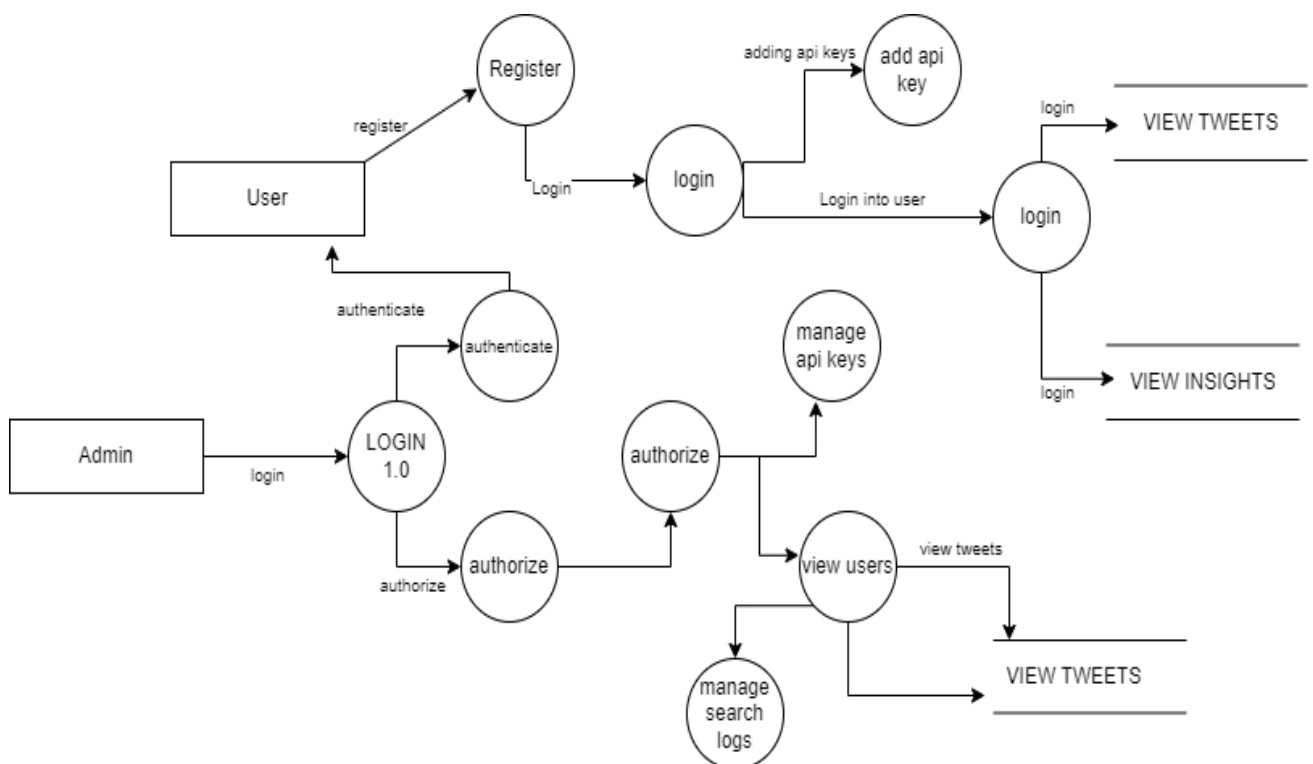 Register
adding api keys
add api
key
register
login
VIEW TWEETS
User
Login
login
Login into user
login
authenticate
authenticate
manage
api keys
login
VIEW INSIGHTS
Admin
login
LOGIN
1.0
authorize
authorize
authorize
view users
view tweets
VIEW TWEETS
manage
search
logs